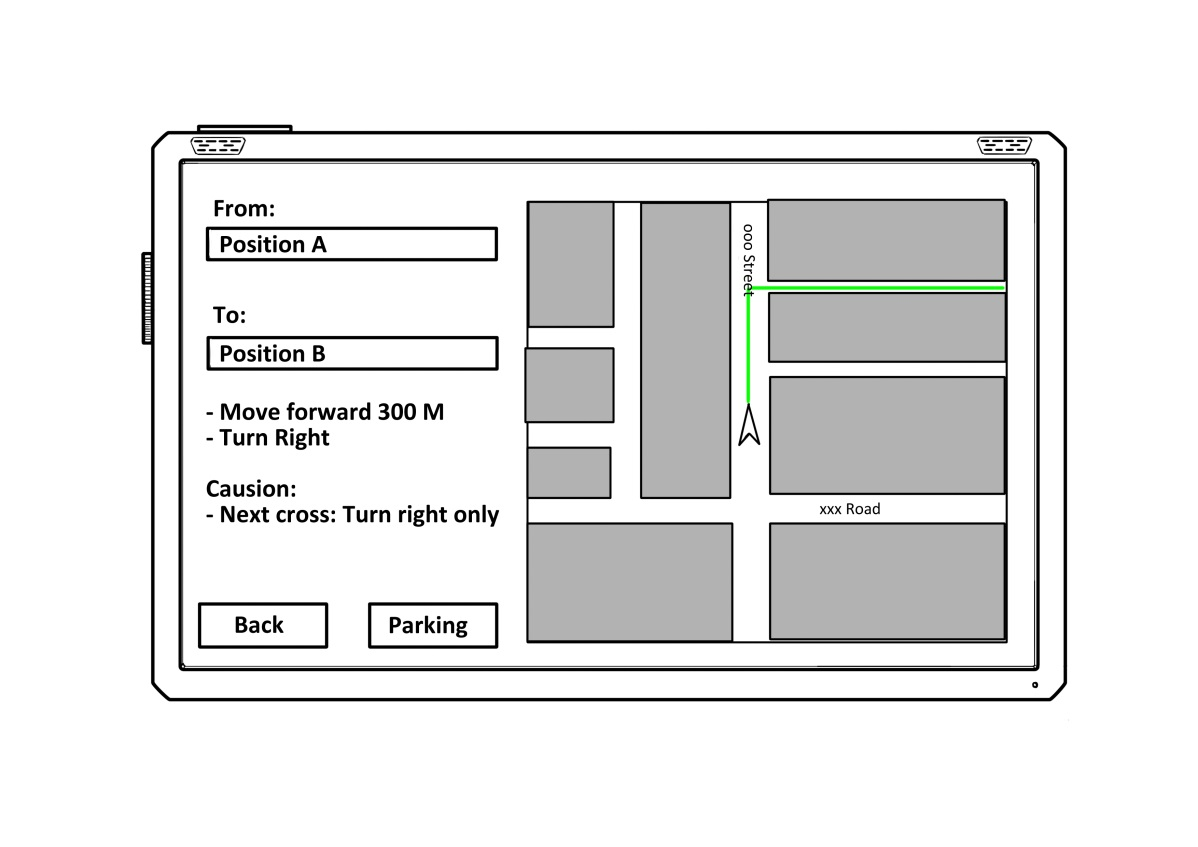 From:
Position A
To:
Position B
- Move forward 300 M
- Turn Right
Causion:
- Next cross: Turn right only
Back
Parking
ooo Street
xxx Road